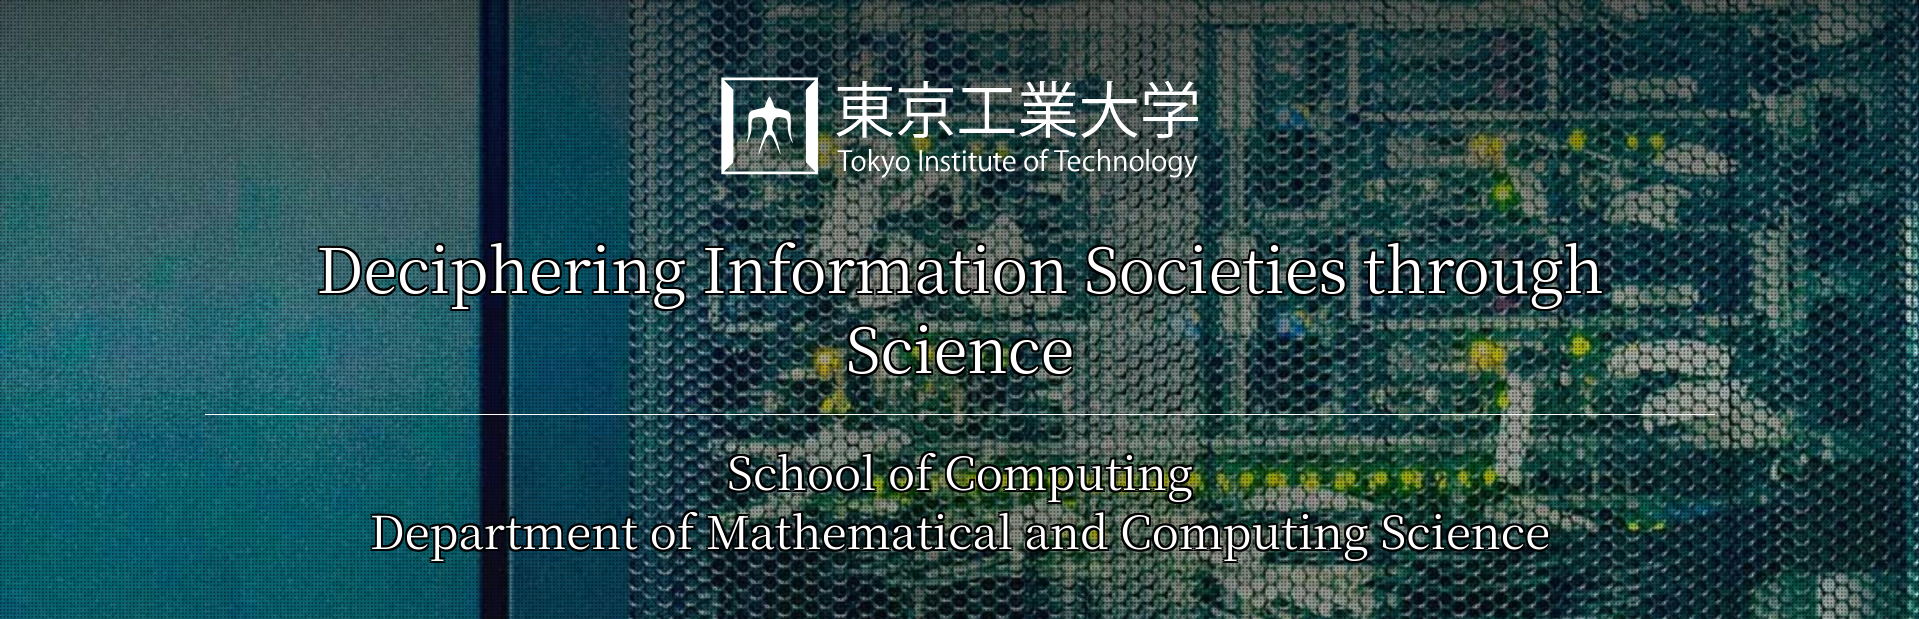 東京工業大学
Tokyo Institute of Technology
Deciphering Information Societies through
Science
School of Computing
Department of Mathematical and Computing Science